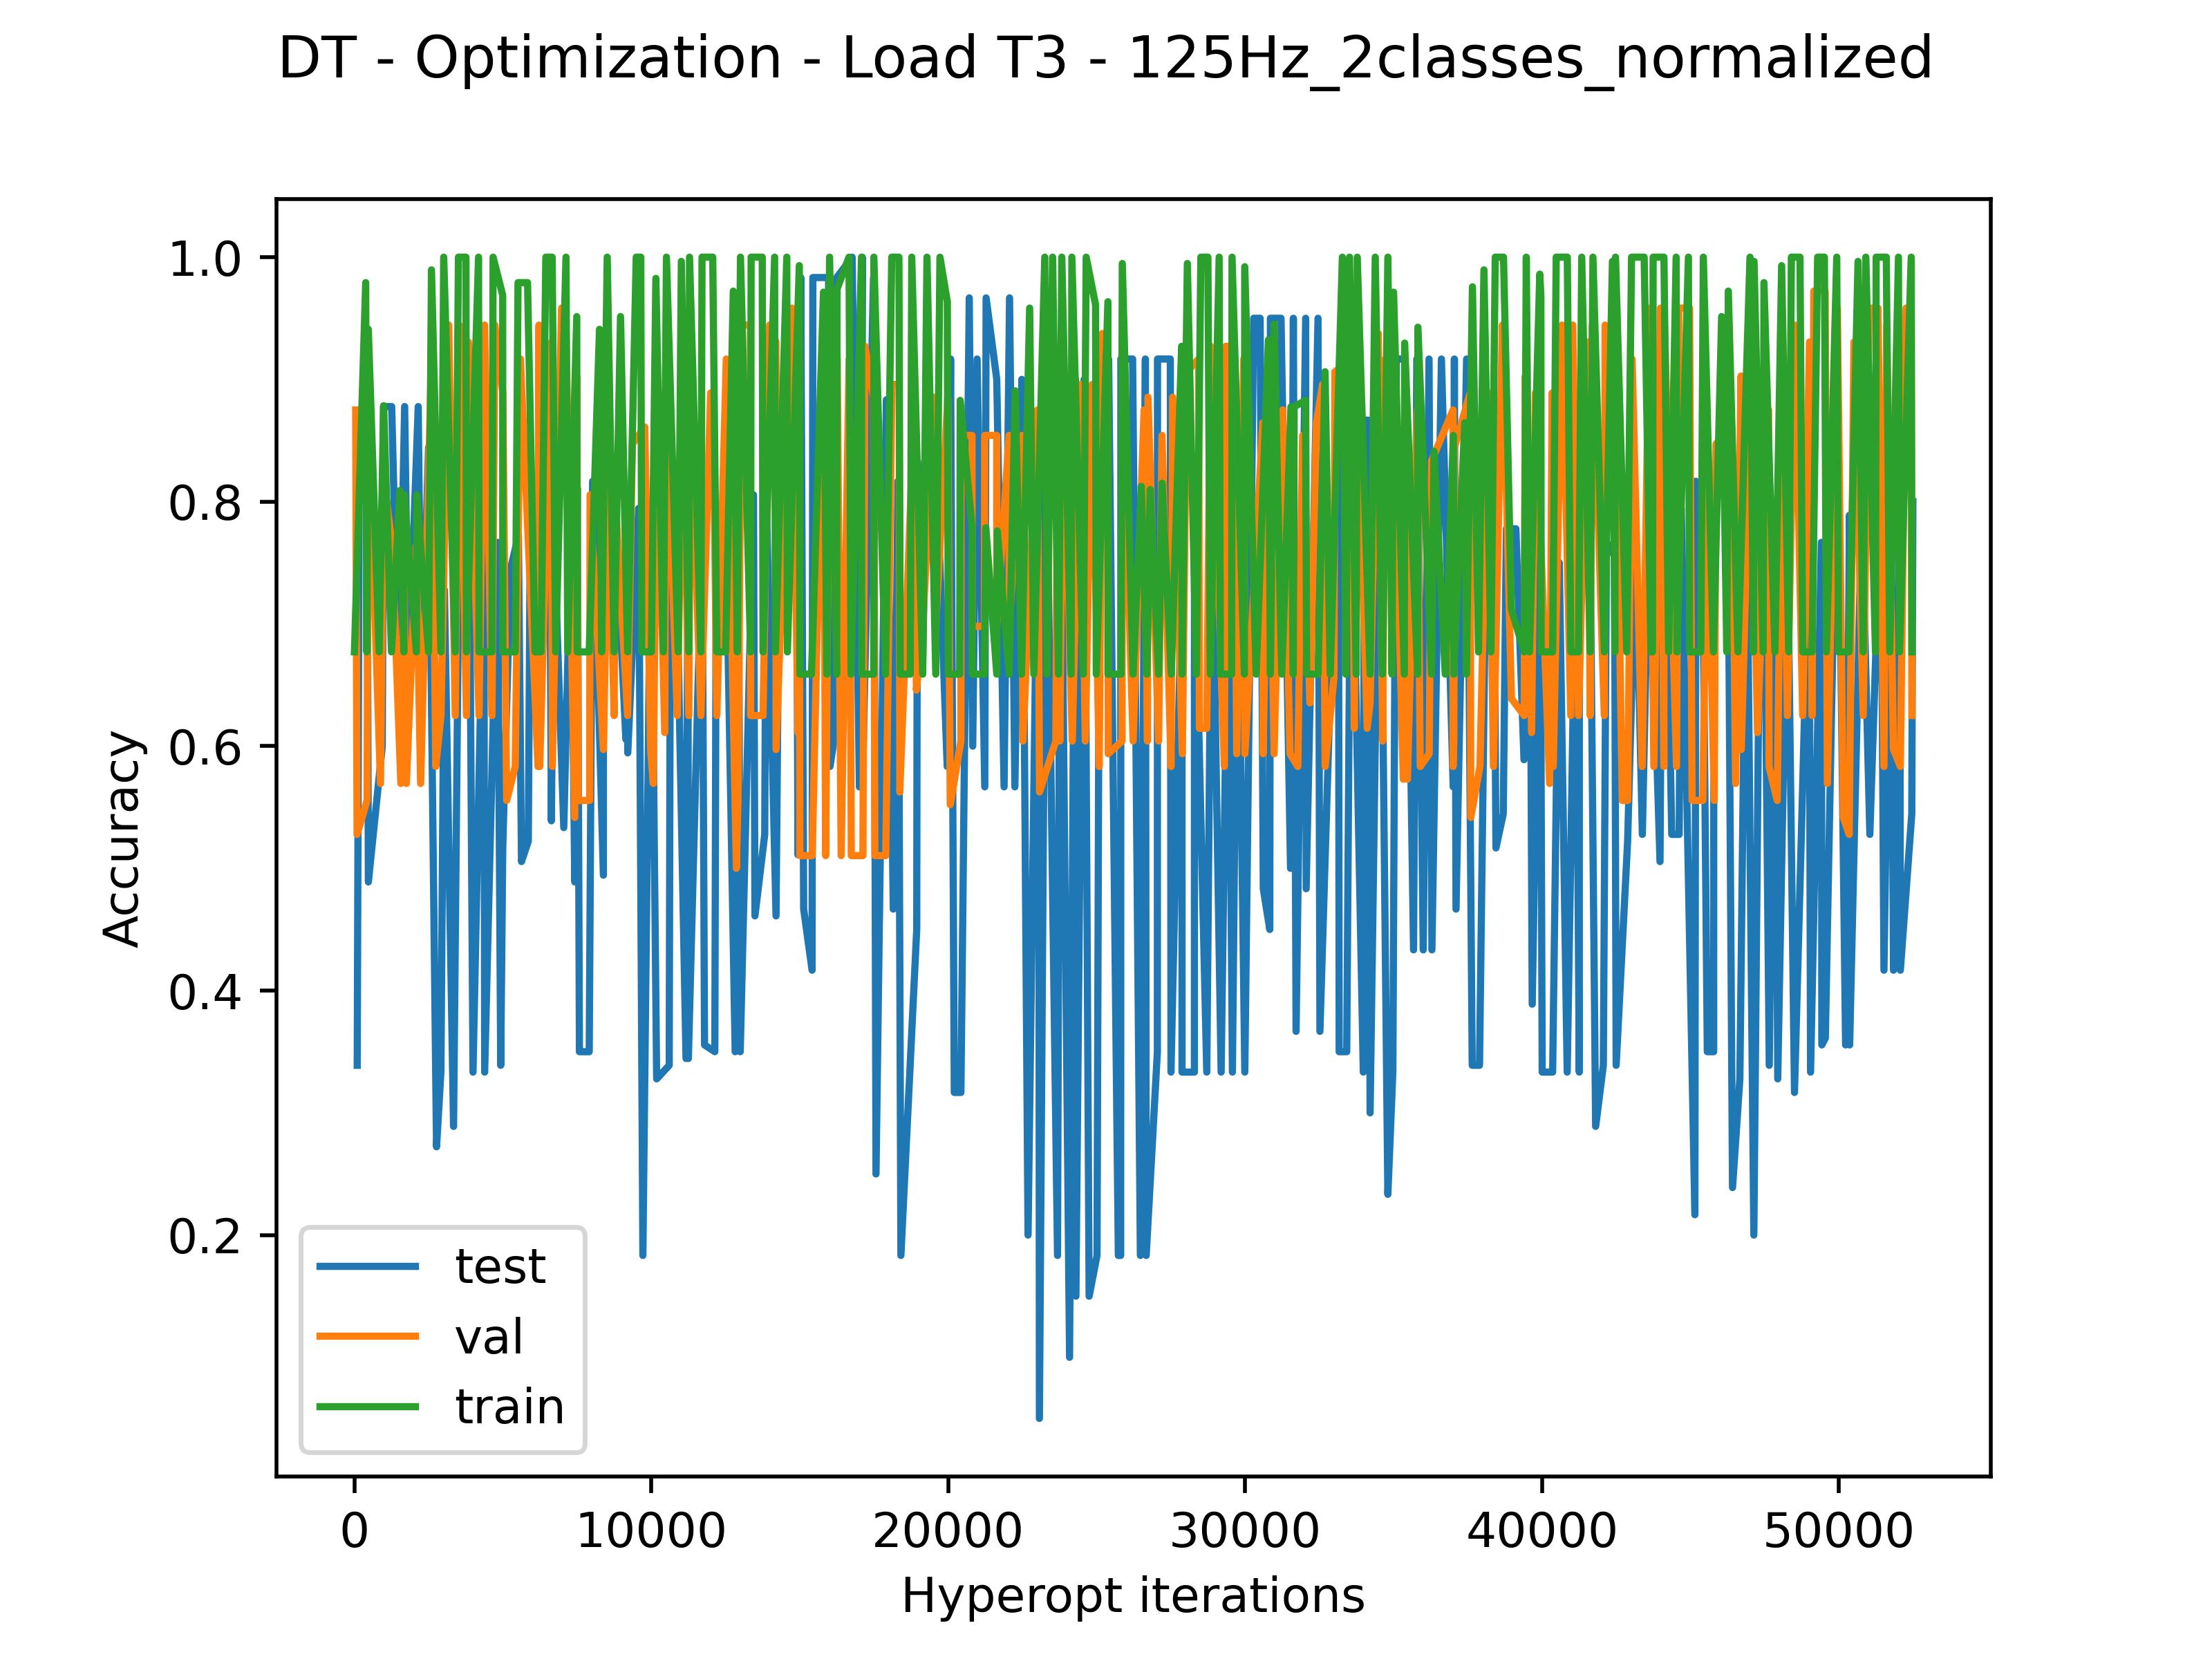 DT - Optimization - Load T3 - 125Hz_2classes_normalized
1.0
0.8
0.6
0.4
0.2
Accuracy
test
val
train
0 10000 20000 30000 40000 50000
Hyperopt iterations